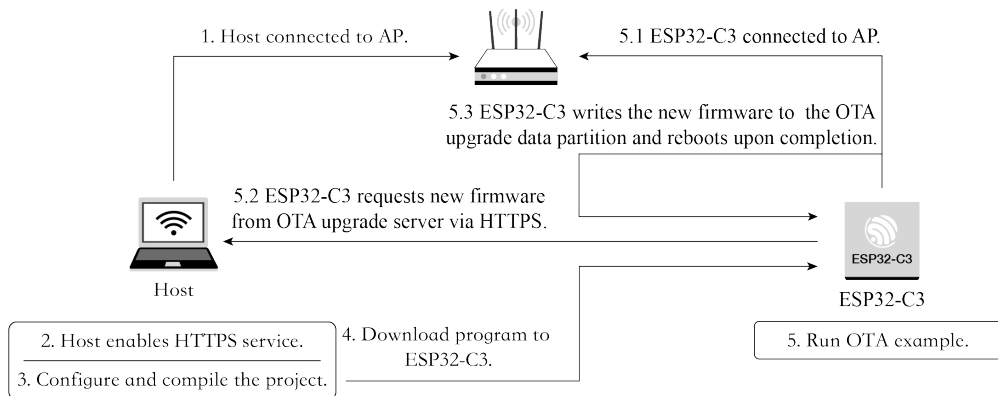 1. Host connected to AP.
5.1 ESP32-C3 connected to AP.
5.3 ESP32-C3 writes the new firmware to the OTA
upgrade data partition and reboots upon completion.
5.2 ESP32-C3 requests new firmware
from OTA upgrade server via HTTPS.
ESP32-C3
Host
ESP32-C3
2. Host enables HTTPS service.
3. Configure and compile the project.
4. Download program to
ESP32-C3.
5. Run OTA example.